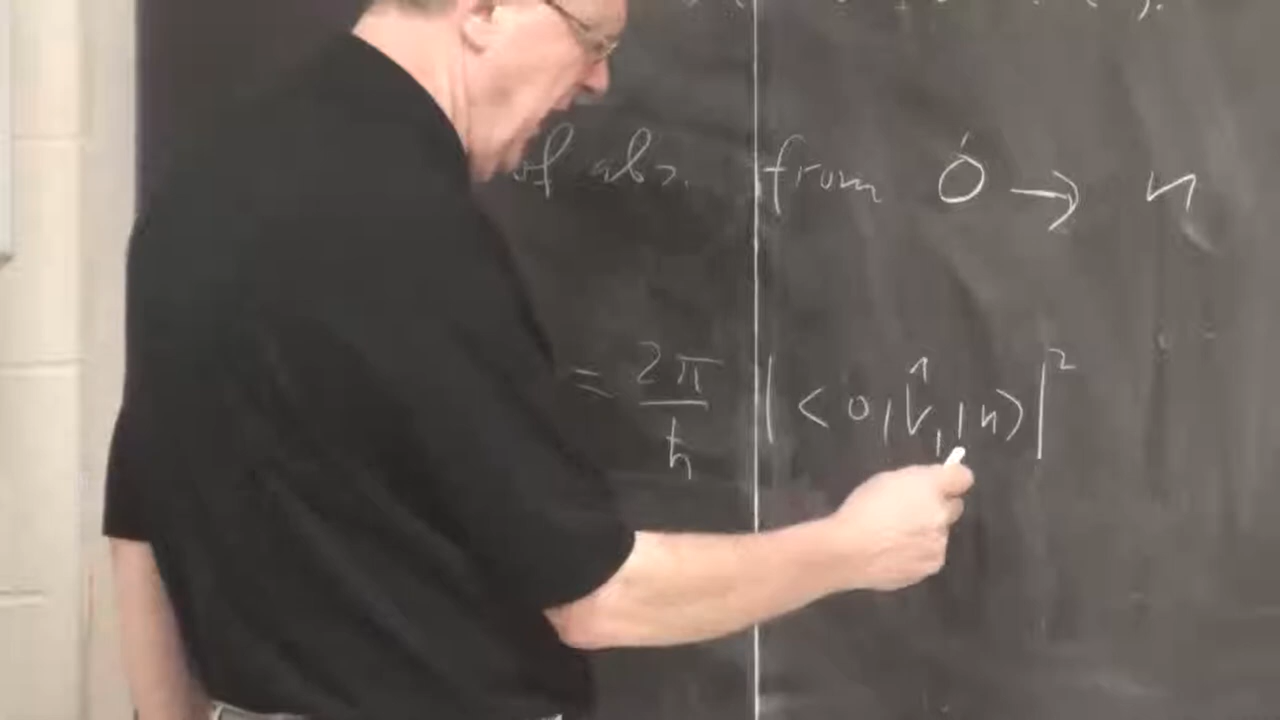 of abs. from 0 → n
= 2π/ħ |<0|V̂₁|n>|²